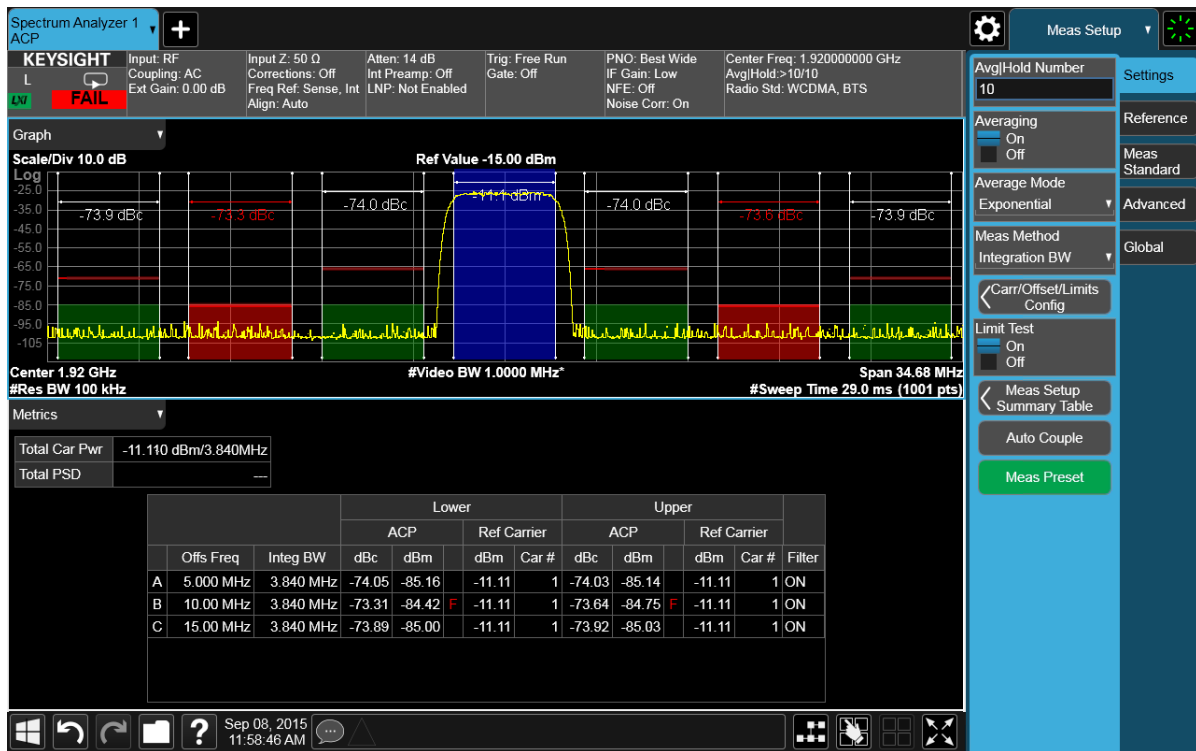 Spectrum Analyzer 1
ACP
Meas Setup
KEYSIGHT
L
LXI
FAIL
Input: RF
Coupling: AC
Ext Gain: 0.00 dB
Input Z: 50 Ω
Corrections: Off
Freq Ref: Sense, Int
Align: Auto
Atten: 14 dB
Int Preamp: Off
LNP: Not Enabled
Trig: Free Run
Gate: Off
PNO: Best Wide
IF Gain: Low
NFE: Off
Noise Corr: On
Center Freq: 1.920000000 GHz
Avg|Hold:>10/10
Radio Std: WCDMA, BTS
Graph
Scale/Div 10.0 dB
Ref Value -15.00 dBm
Log
-25.0
-35.0
-45.0
-55.0
-65.0
-75.0
-85.0
-95.0
-105
-73.9 dBc
-73.3 dBc
-74.0 dBc
-11.1 dBm
-74.0 dBc
-73.6 dBc
-73.9 dBc
Center 1.92 GHz
#Video BW 1.0000 MHz*
Span 34.68 MHz
#Res BW 100 kHz
#Sweep Time 29.0 ms (1001 pts)
Metrics
Total Car Pwr -11.110 dBm/3.840MHz
Total PSD ---
Lower Upper
ACP Ref Carrier ACP Ref Carrier
Offs Freq Integ BW dBc dBm dBm Car # dBc dBm dBm Car # Filter
A 5.000 MHz 3.840 MHz -74.05 -85.16 -11.11 1 -74.03 -85.14 -11.11 1 ON
B 10.00 MHz 3.840 MHz -73.31 -84.42 F -11.11 1 -73.64 -84.75 F -11.11 1 ON
C 15.00 MHz 3.840 MHz -73.89 -85.00 -11.11 1 -73.92 -85.03 -11.11 1 ON
Sep 08, 2015
11:58:46 AM
Avg|Hold Number
10
Averaging
On
Off
Average Mode
Exponential
Meas Method
Integration BW
Carr/Offset/Limits
Config
Limit Test
On
Off
Meas Setup
Summary Table
Auto Couple
Meas Preset
Settings
Reference
Meas
Standard
Advanced
Global